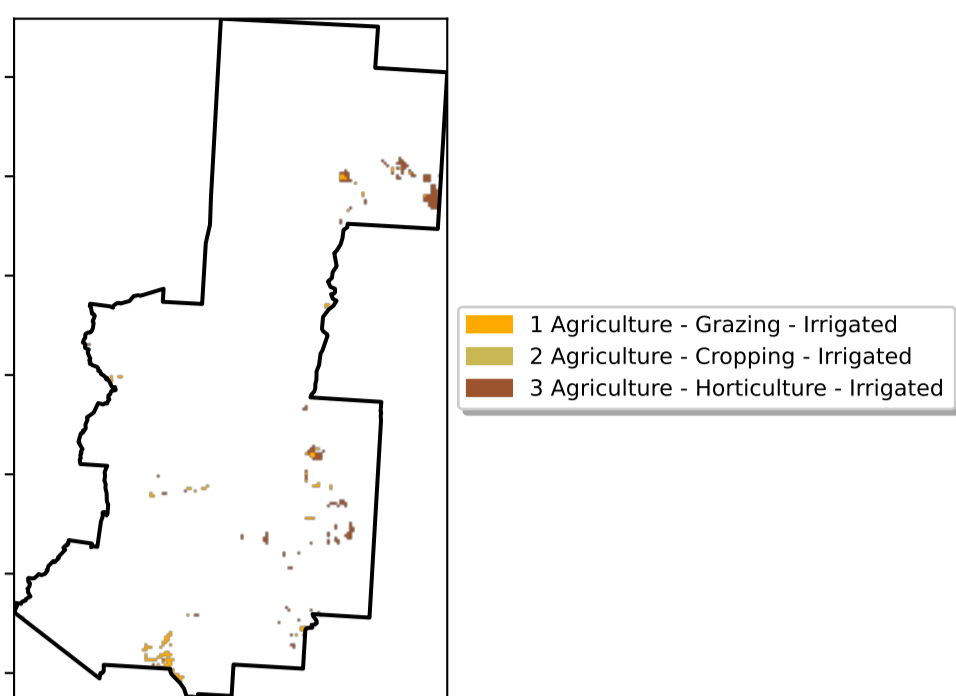 1 Agriculture - Grazing - Irrigated
2 Agriculture - Cropping - Irrigated
3 Agriculture - Horticulture - Irrigated